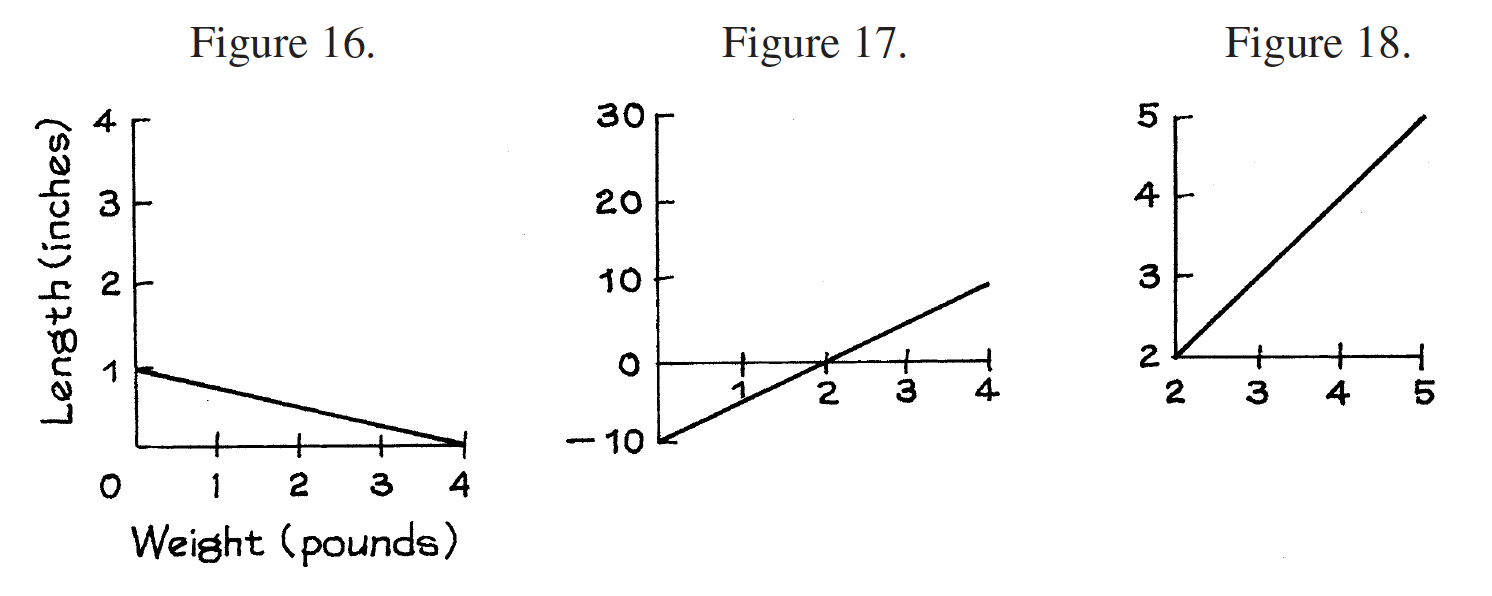 Figure 16.
Length (inches)
4
3
2
1
0 1 2 3 4
Weight (pounds)
Figure 17.
30
20
10
0
1 2 3 4
-10
Figure 18.
5
4
3
2
2 3 4 5